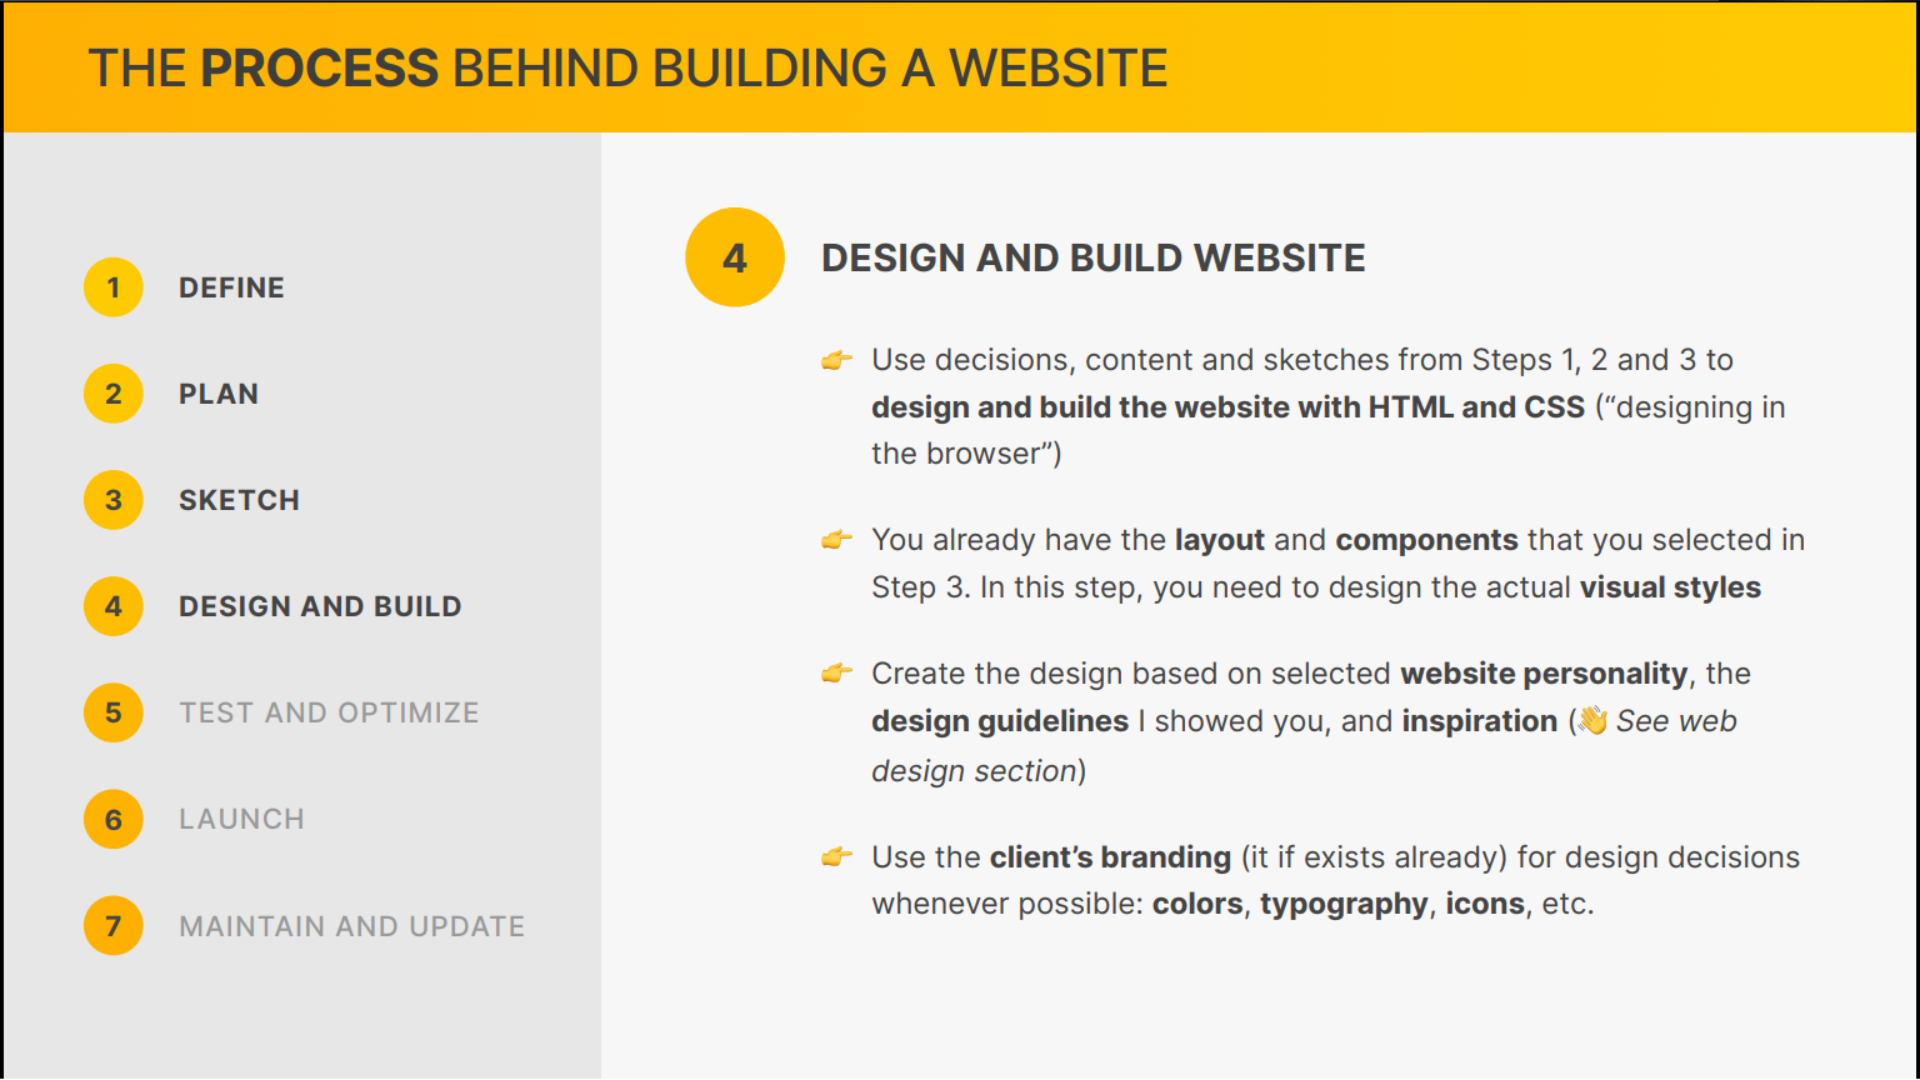 THE PROCESS BEHIND BUILDING A WEBSITE
1 DEFINE
2 PLAN
3 SKETCH
4 DESIGN AND BUILD
5 TEST AND OPTIMIZE
6 LAUNCH
7 MAINTAIN AND UPDATE
4 DESIGN AND BUILD WEBSITE
👉 Use decisions, content and sketches from Steps 1, 2 and 3 to
design and build the website with HTML and CSS (“designing in
the browser”)
👉 You already have the layout and components that you selected in
Step 3. In this step, you need to design the actual visual styles
👉 Create the design based on selected website personality, the
design guidelines I showed you, and inspiration (👋 See web
design section)
👉 Use the client’s branding (it if exists already) for design decisions
whenever possible: colors, typography, icons, etc.